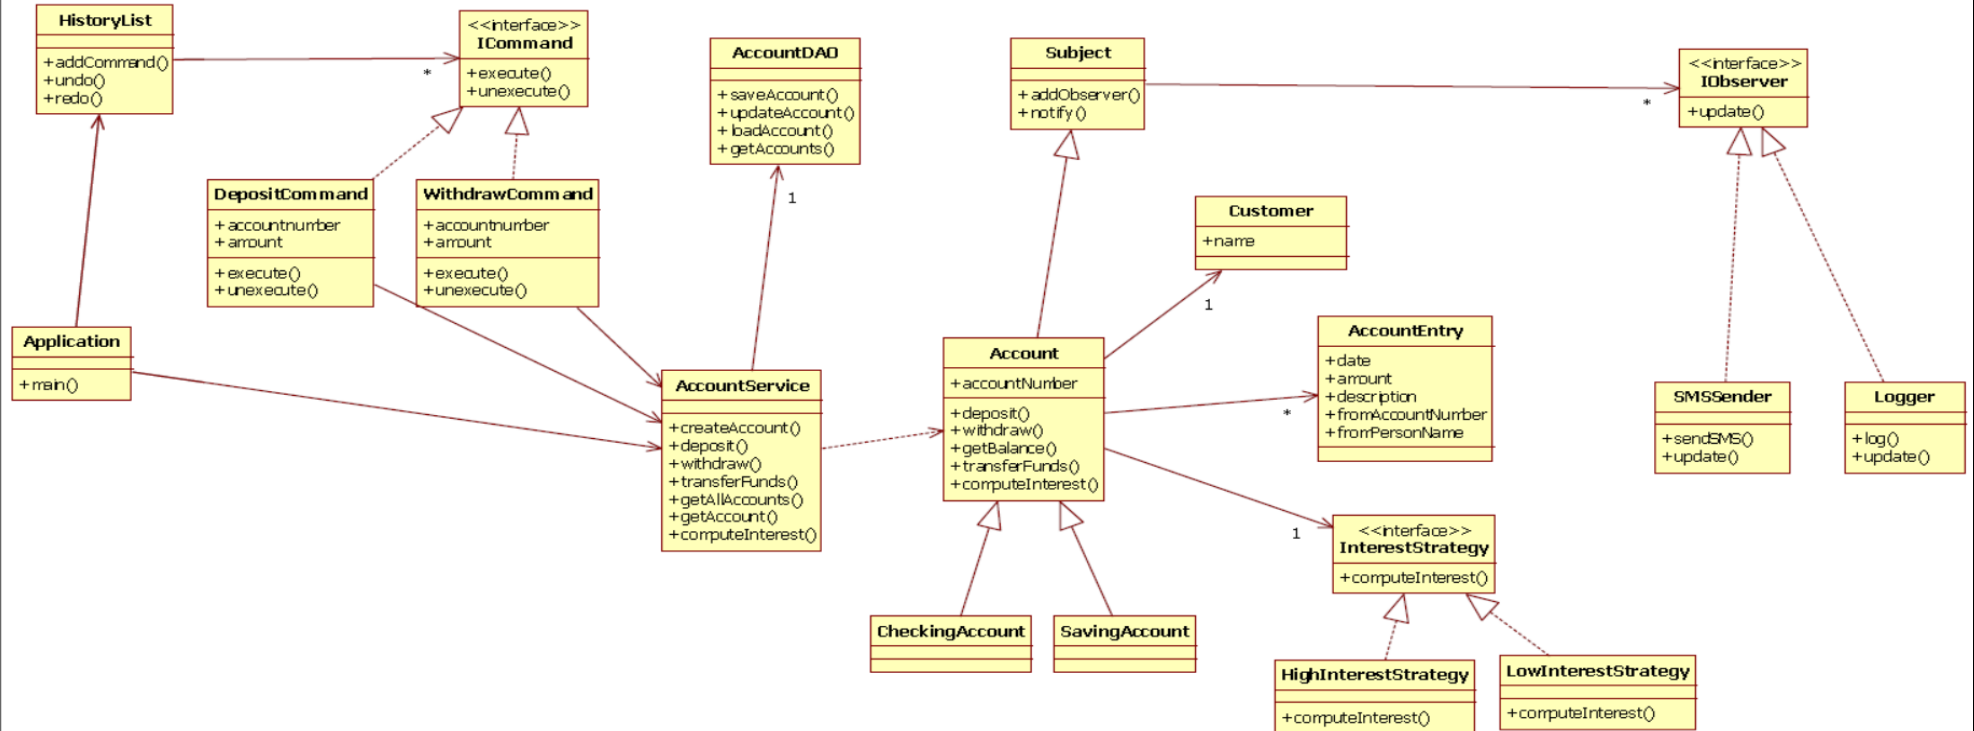 HistoryList
+addCommand()
+undo()
+redo()
<<interface>>
ICommand
+execute()
+unexecute()
*
AccountDAO
+saveAccount()
+updateAccount()
+loadAccount()
+getAccounts()
1
Subject
+addObserver()
+notify()
<<interface>>
IObserver
+update()
*
DepositCommand
+accountnumber
+amount
+execute()
+unexecute()
WithdrawCommand
+accountnumber
+amount
+execute()
+unexecute()
Customer
+name
1
Application
+main()
AccountService
+createAccount()
+deposit()
+withdraw()
+transferFunds()
+getAllAccounts()
+getAccount()
+computeInterest()
Account
+accountNumber
+deposit()
+withdraw()
+getBalance()
+transferFunds()
+computeInterest()
AccountEntry
+date
+amount
+description
+fromAccountNumber
+fromPersonName
*
SMSSender
+sendSMS()
+update()
Logger
+log()
+update()
1
<<interface>>
InterestStrategy
+computeInterest()
CheckingAccount
SavingAccount
HighInterestStrategy
+computeInterest()
LowInterestStrategy
+computeInterest()